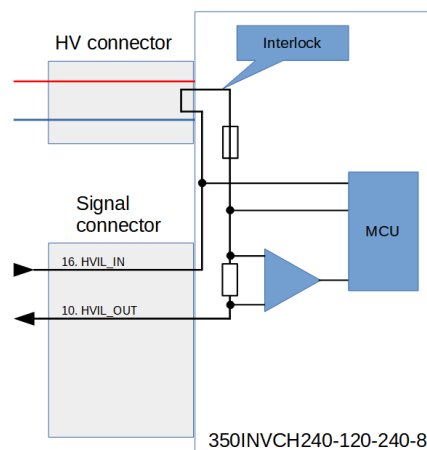 HV connector
Interlock
Signal
connector
MCU
16. HVIL_IN
10. HVIL_OUT
350INVCH240-120-240-8